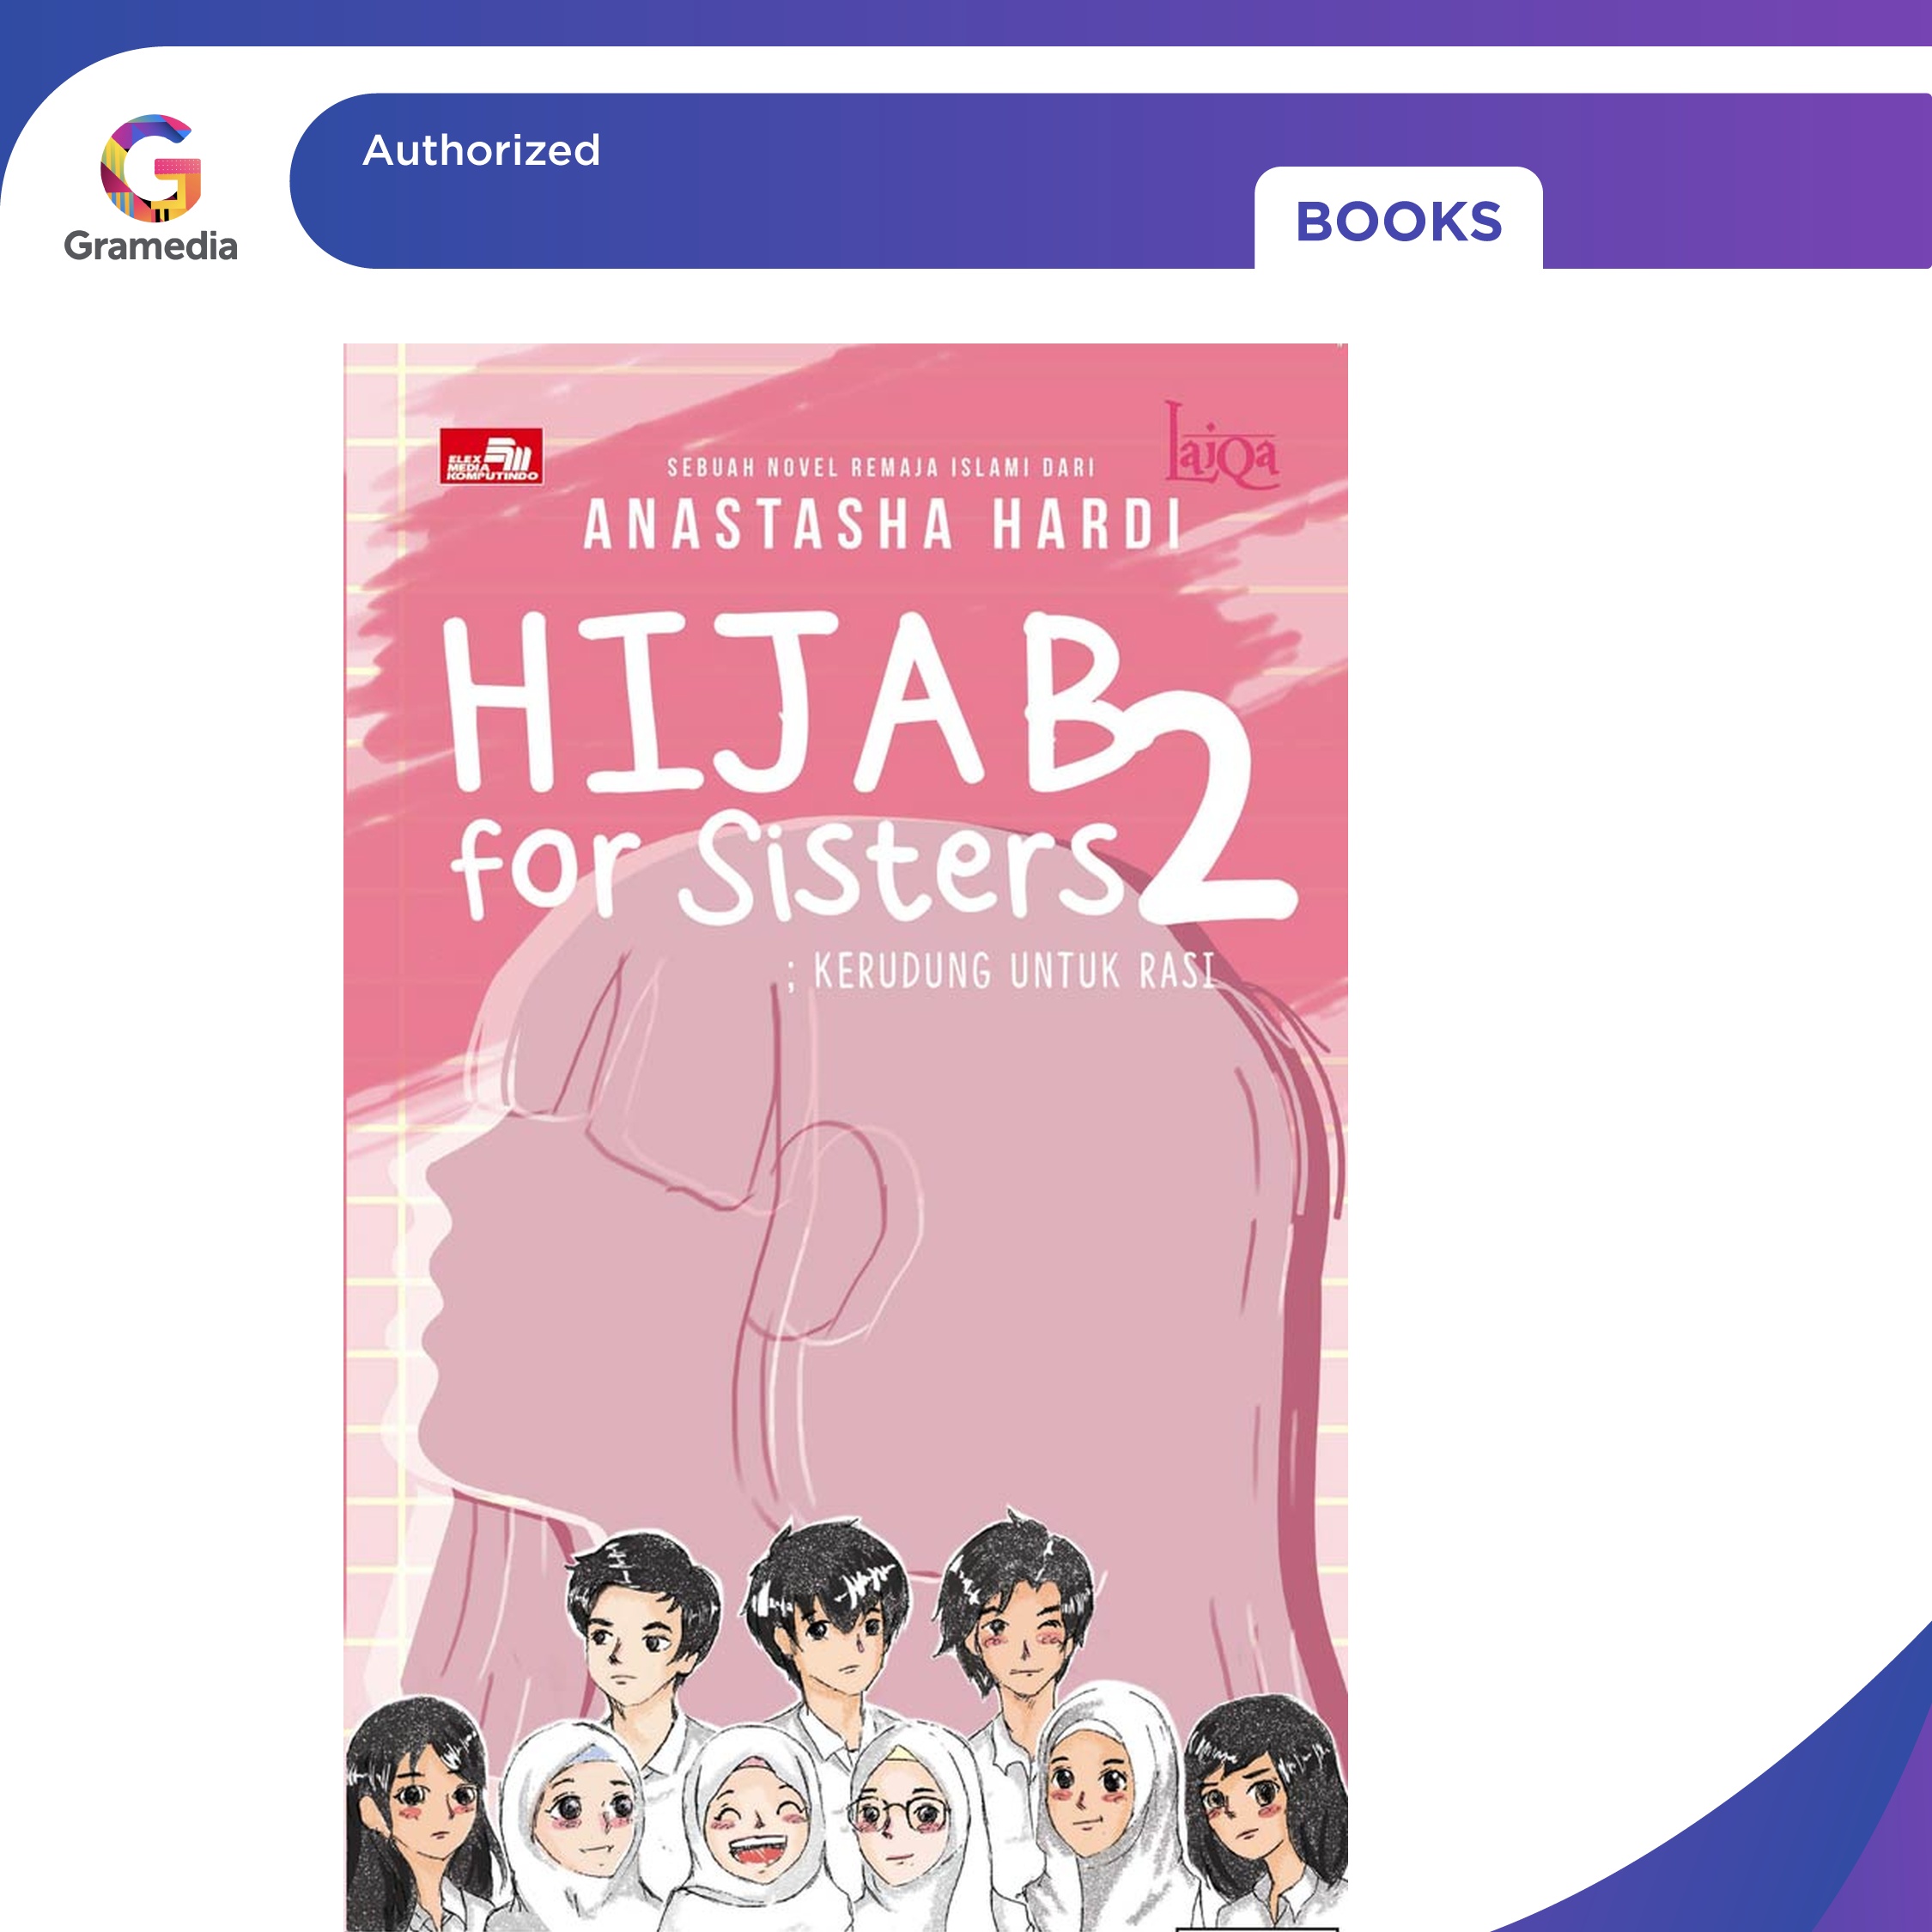 Authorized
BOOKS
Gramedia
ELEX
MEDIA
KOMPUTINDO
LaiQa
SEBUAH NOVEL REMAJA ISLAMI DARI
ANASTASHA HARDI
HIJAB 2
for Sisters
; KERUDUNG UNTUK RASI